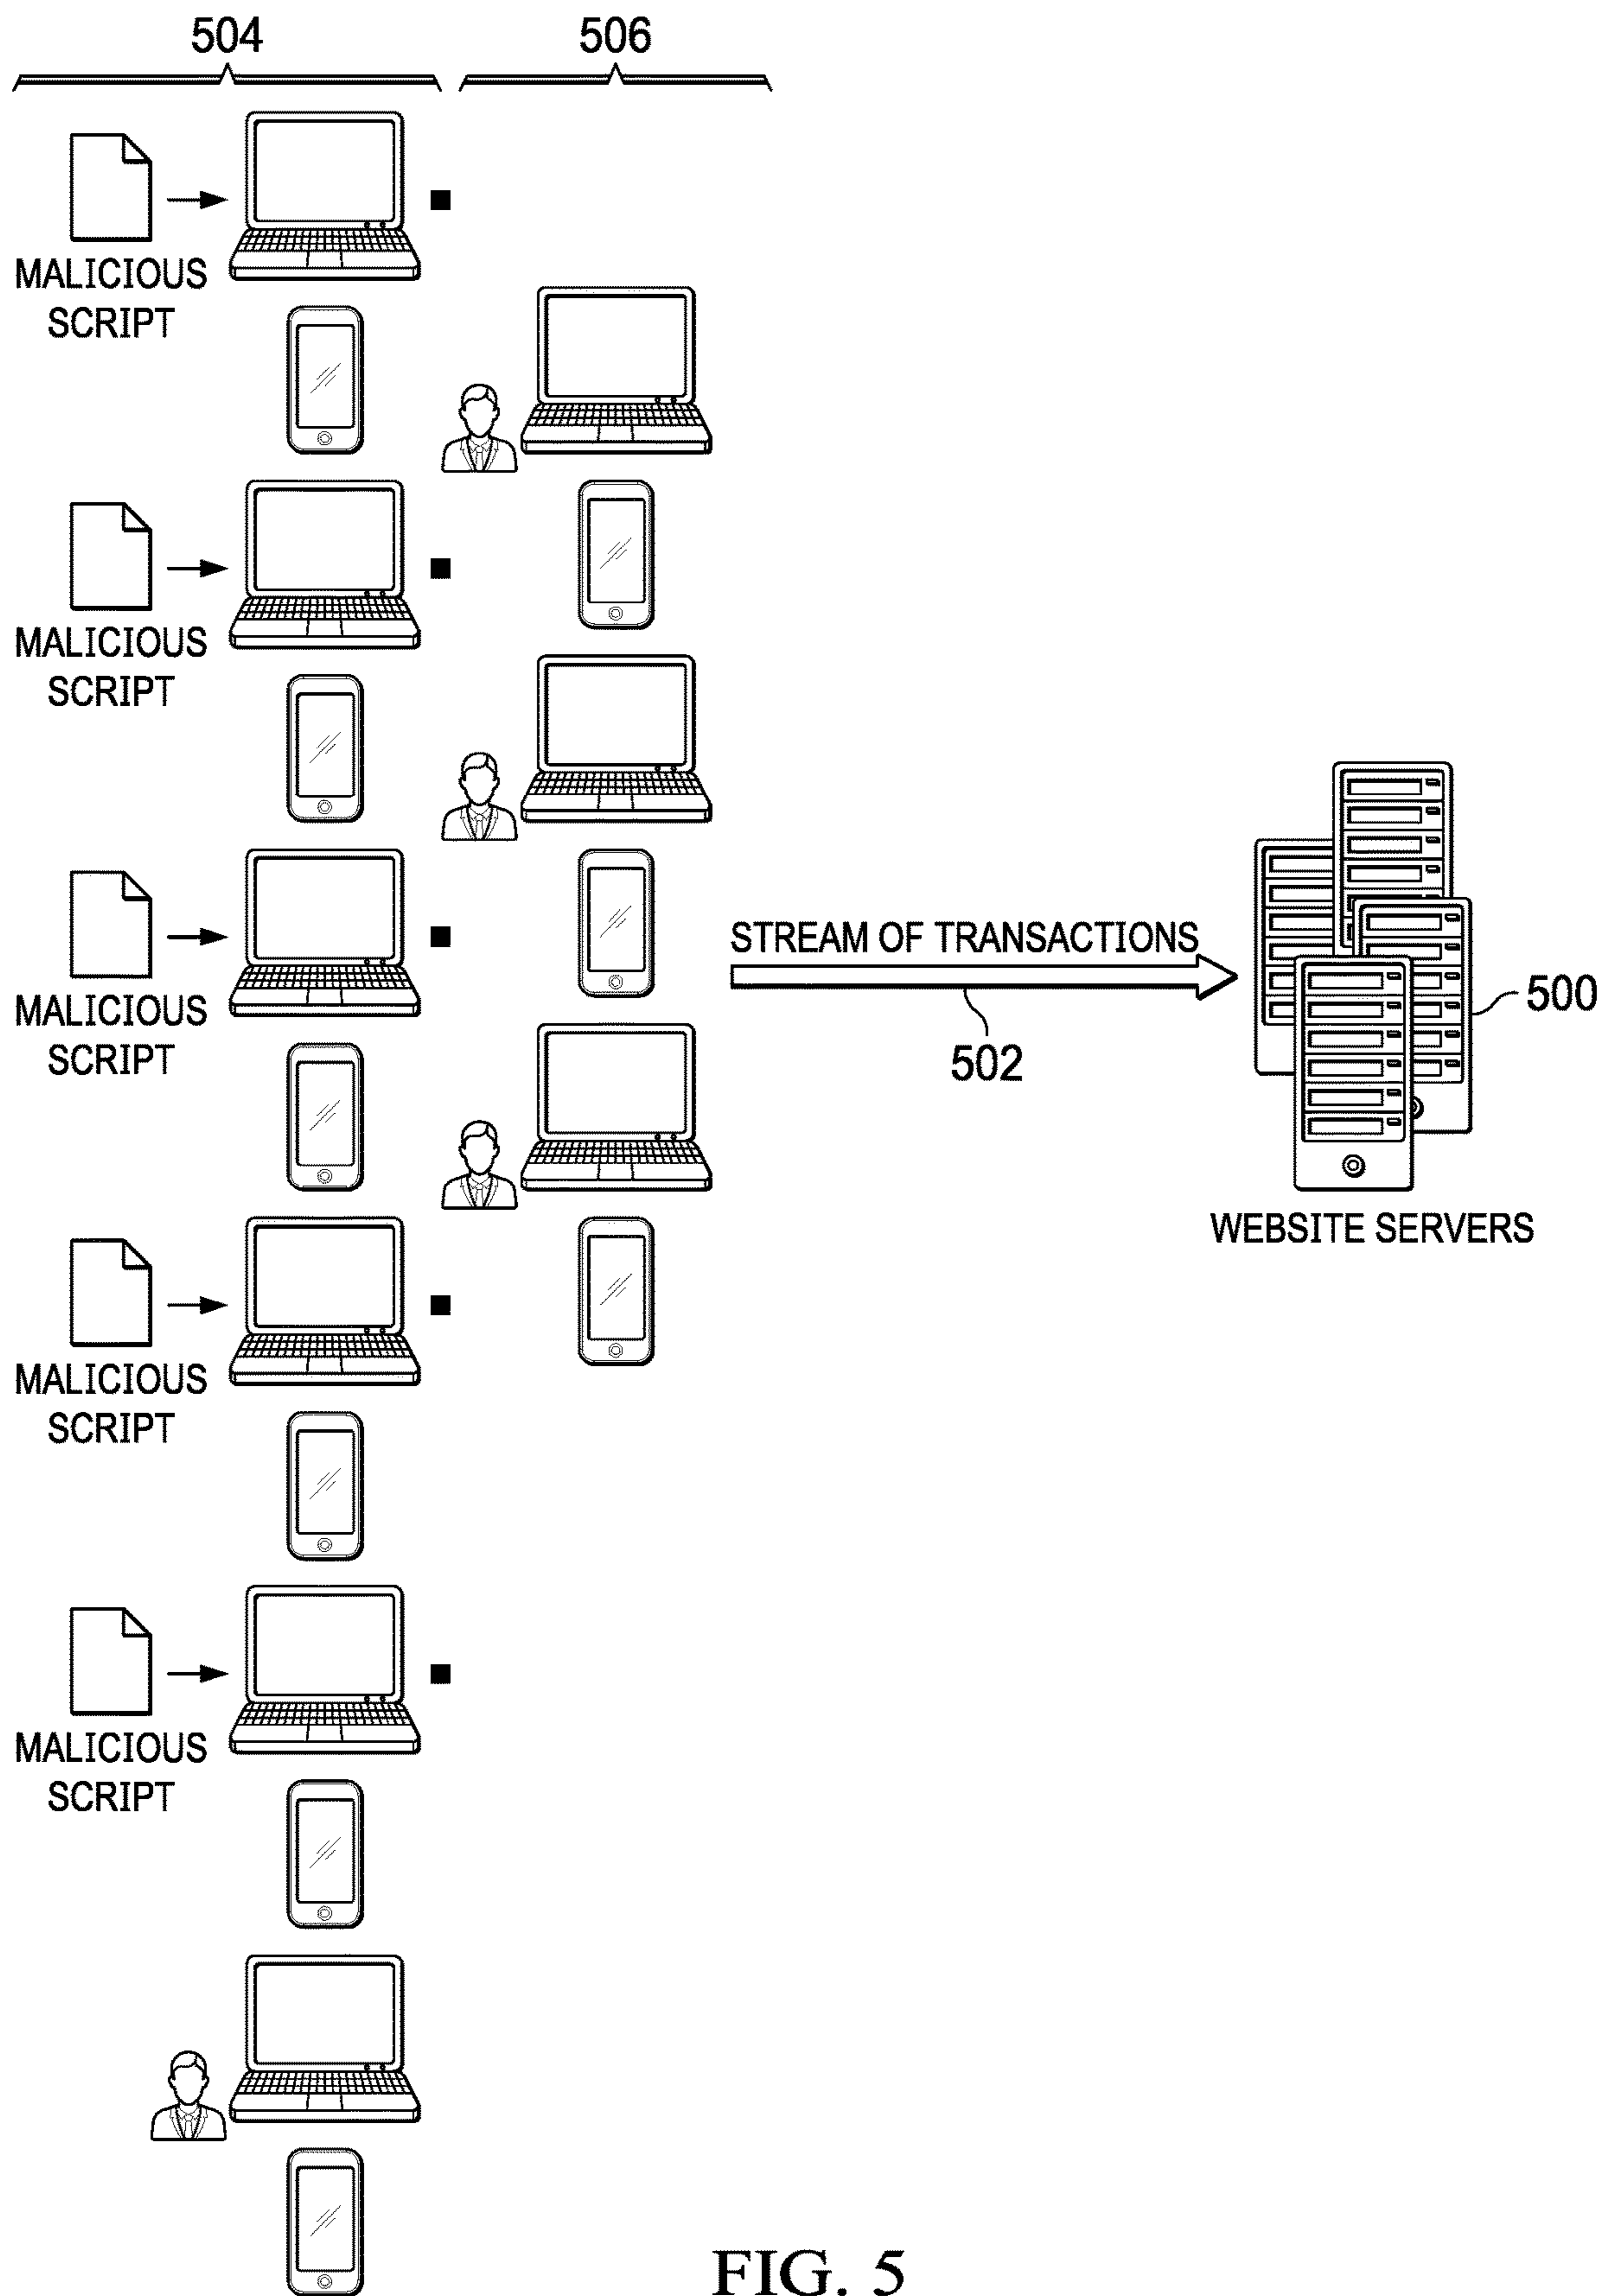 504
506
MALICIOUS
SCRIPT
MALICIOUS
SCRIPT
MALICIOUS
SCRIPT
STREAM OF TRANSACTIONS
502
500
WEBSITE SERVERS
MALICIOUS
SCRIPT
MALICIOUS
SCRIPT
FIG. 5